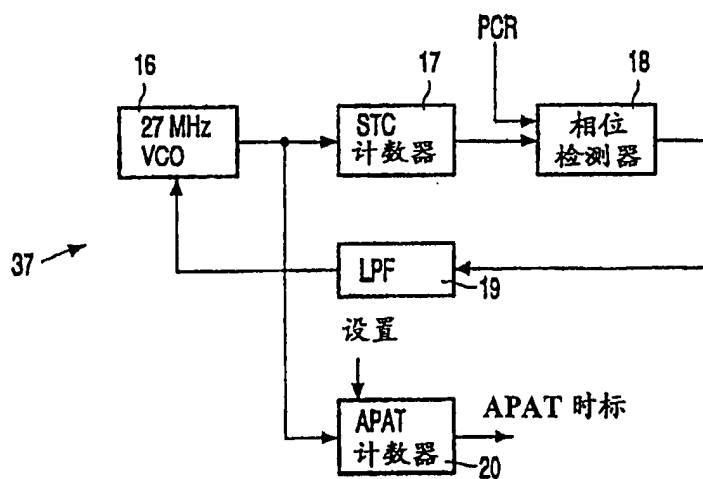 PCR
16
17
18
27 MHz
VCO
STC
计数器
相位
检测器
37
LPF
19
设置
APAT
计数器
20
APAT 时标